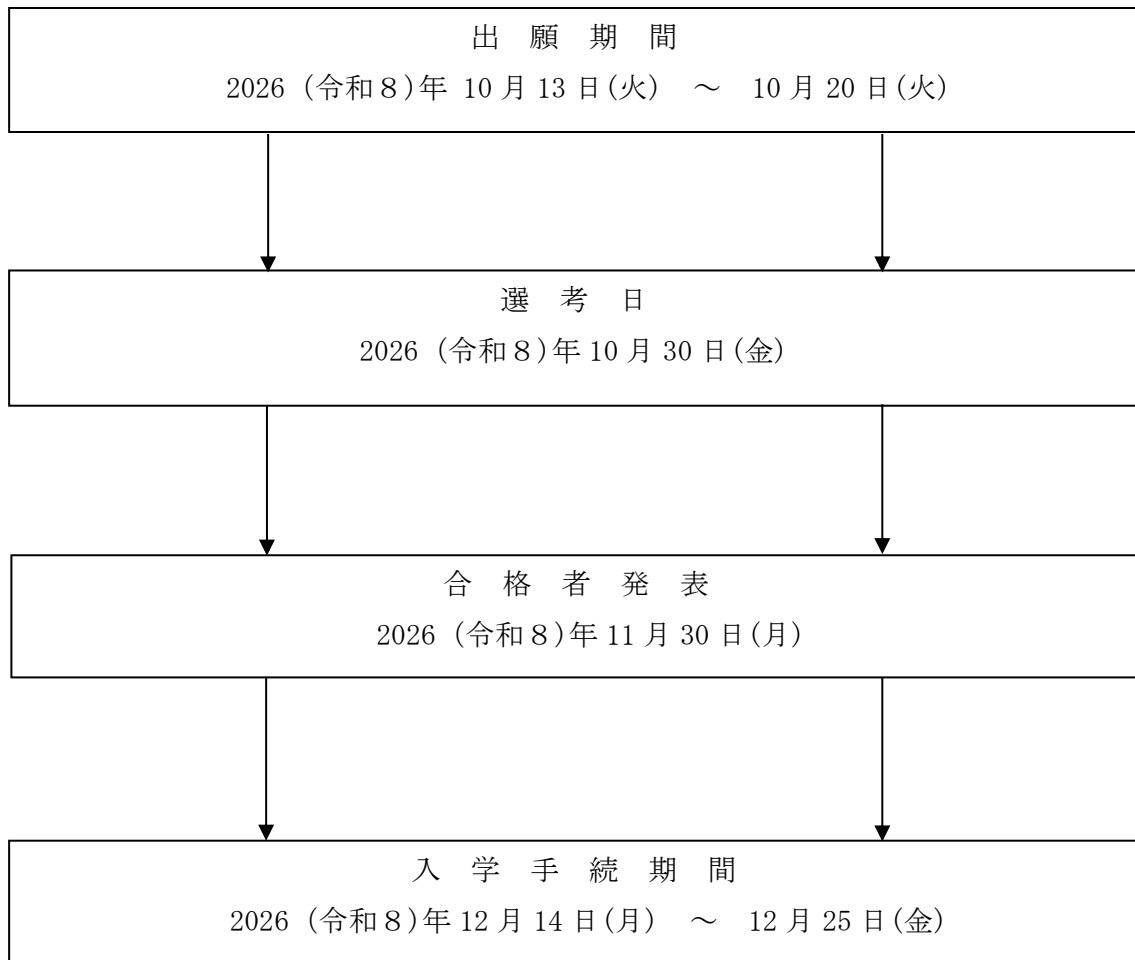 出 願 期 間
2026 (令和８)年 10 月 13 日(火) ～ 10 月 20 日(火)
選 考 日
2026 (令和８)年 10 月 30 日(金)
合 格 者 発 表
2026 (令和８)年 11 月 30 日(月)
入 学 手 続 期 間
2026 (令和８)年 12 月 14 日(月) ～ 12 月 25 日(金)